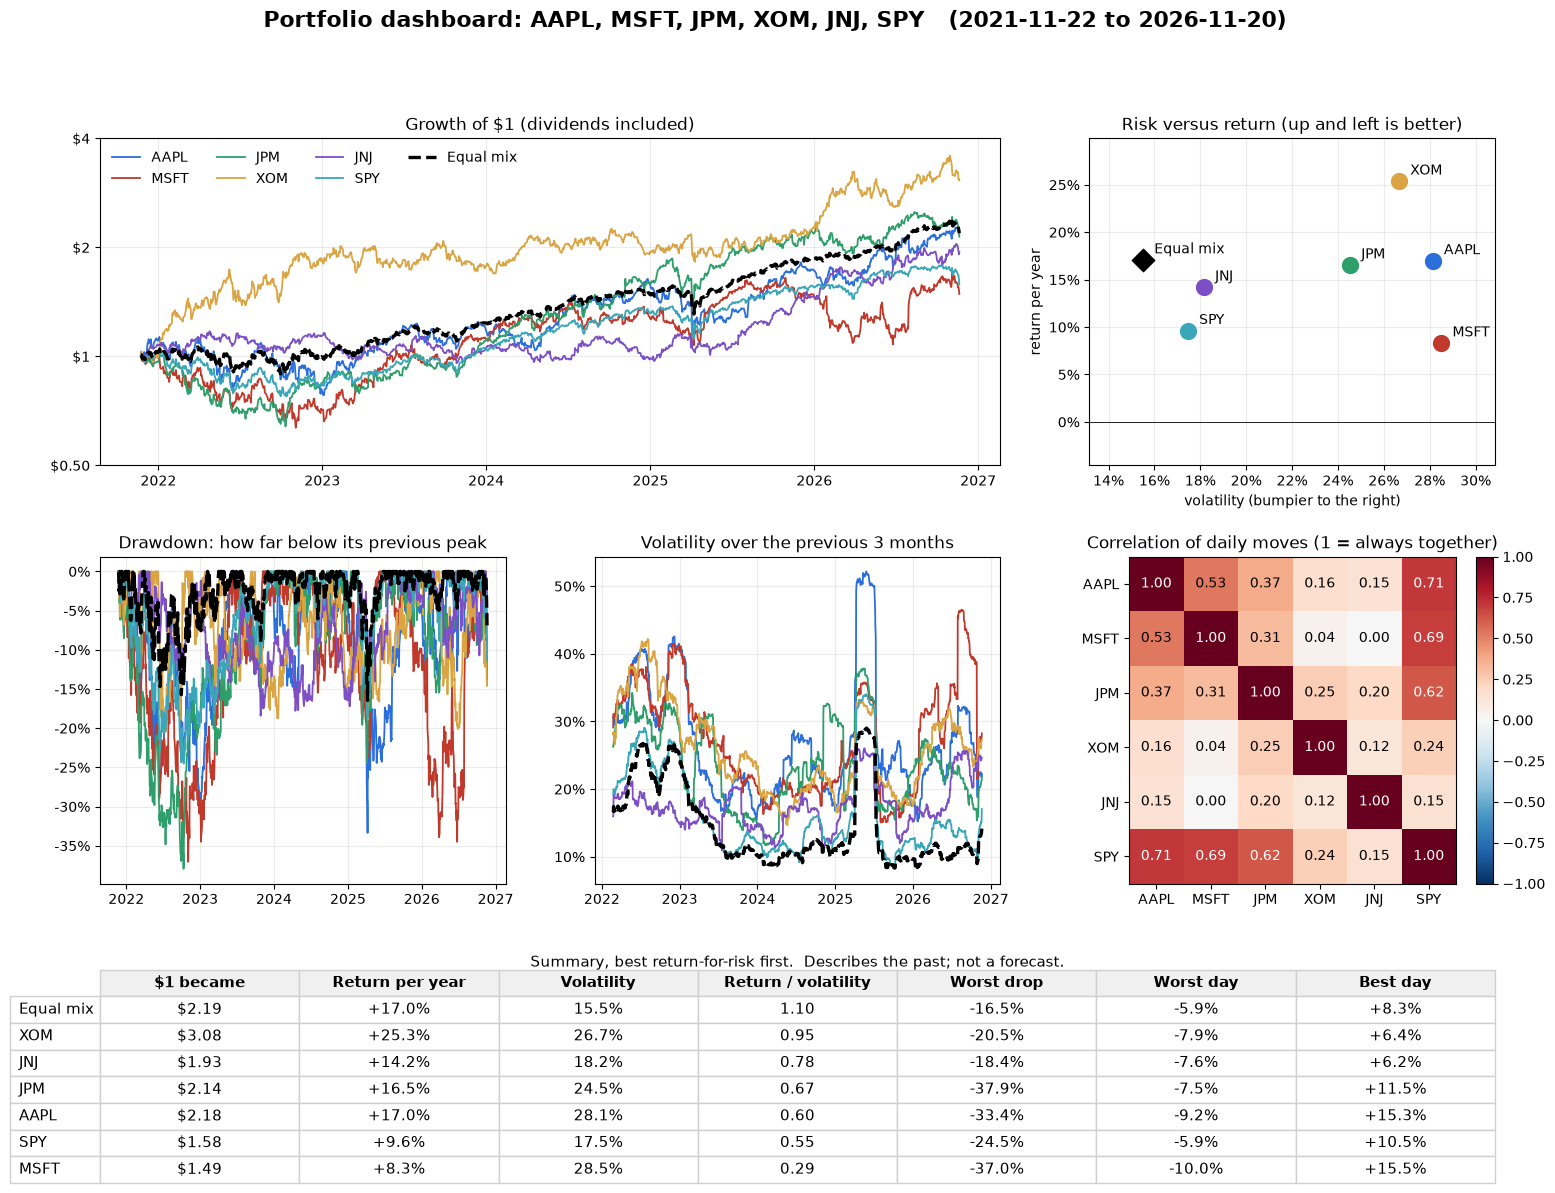 Portfolio dashboard: AAPL, MSFT, JPM, XOM, JNJ, SPY   (2021-11-22 to 2026-11-20)
Growth of $1 (dividends included)
$4
$2
$1
$0.50
AAPL JPM JNJ Equal mix
MSFT XOM SPY
2022 2023 2024 2025 2026 2027
Risk versus return (up and left is better)
return per year
25%
20%
15%
10%
5%
0%
XOM
Equal mix
JPM
AAPL
JNJ
SPY
MSFT
14% 16% 18% 20% 22% 24% 26% 28% 30%
volatility (bumpier to the right)
Drawdown: how far below its previous peak
0%
-5%
-10%
-15%
-20%
-25%
-30%
-35%
2022 2023 2024 2025 2026 2027
Volatility over the previous 3 months
50%
40%
30%
20%
10%
2022 2023 2024 2025 2026 2027
Correlation of daily moves (1 = always together)
AAPL 1.00 0.53 0.37 0.16 0.15 0.71
MSFT 0.53 1.00 0.31 0.04 0.00 0.69
JPM 0.37 0.31 1.00 0.25 0.20 0.62
XOM 0.16 0.04 0.25 1.00 0.12 0.24
JNJ 0.15 0.00 0.20 0.12 1.00 0.15
SPY 0.71 0.69 0.62 0.24 0.15 1.00
AAPL MSFT JPM XOM JNJ SPY
1.00
0.75
0.50
0.25
0.00
−0.25
−0.50
−0.75
−1.00
Summary, best return-for-risk first.  Describes the past; not a forecast.
$1 became Return per year Volatility Return / volatility Worst drop Worst day Best day
Equal mix $2.19 +17.0% 15.5% 1.10 -16.5% -5.9% +8.3%
XOM $3.08 +25.3% 26.7% 0.95 -20.5% -7.9% +6.4%
JNJ $1.93 +14.2% 18.2% 0.78 -18.4% -7.6% +6.2%
JPM $2.14 +16.5% 24.5% 0.67 -37.9% -7.5% +11.5%
AAPL $2.18 +17.0% 28.1% 0.60 -33.4% -9.2% +15.3%
SPY $1.58 +9.6% 17.5% 0.55 -24.5% -5.9% +10.5%
MSFT $1.49 +8.3% 28.5% 0.29 -37.0% -10.0% +15.5%